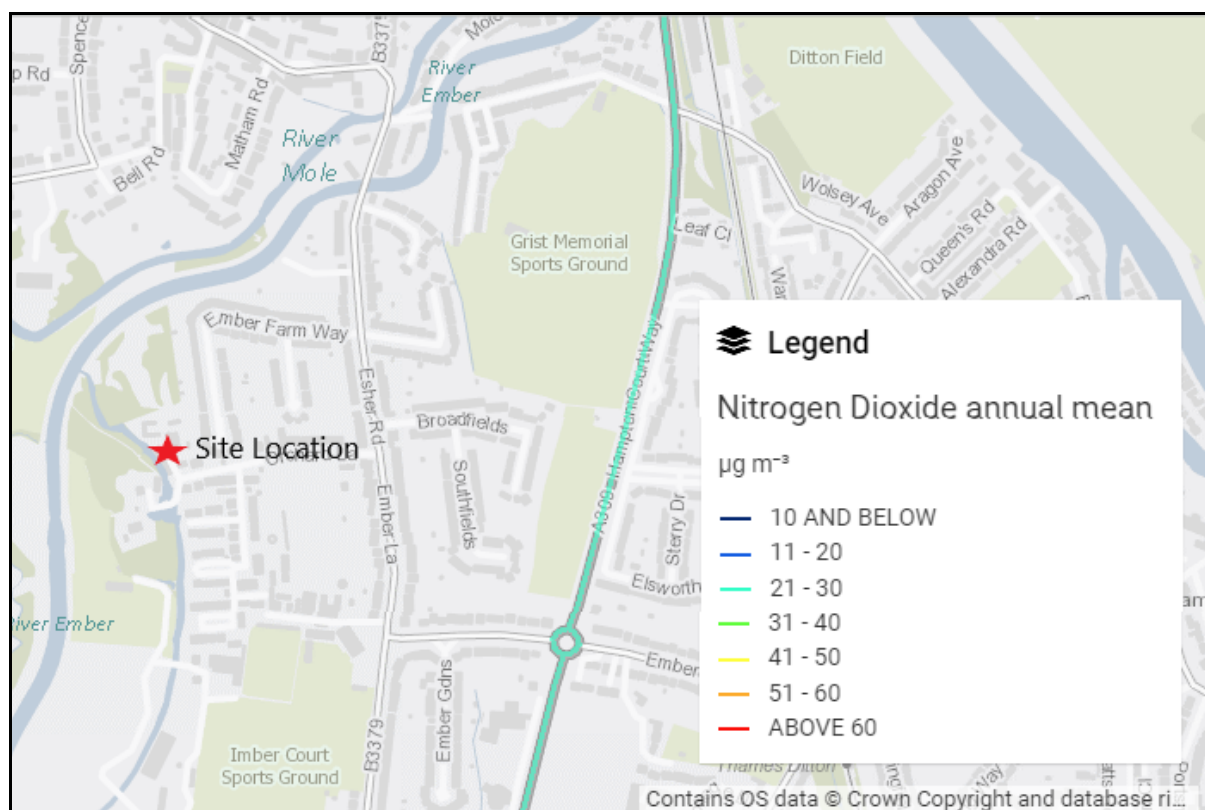 Spence
p Rd
Bell Rd
Matham Rd
B3379
Mole
River
Ember
River
Mole
Ditton Field
Wolsey Ave
Aragon Ave
Queen's Rd
Alexandra Rd
Leaf Cl
Grist Memorial
Sports Ground
Ember Farm Way
Esher Rd
Broadfields
Southfields
Site Location
Ember La
A309 Hampton Court Way
Sterry Dr
Elsworth
River Ember
Ember
Ember Gdns
B3379
Imber Court
Sports Ground
Legend
Nitrogen Dioxide annual mean
µg m⁻³
10 AND BELOW
11 - 20
21 - 30
31 - 40
41 - 50
51 - 60
ABOVE 60
Thames Ditton
Way
Contains OS data © Crown Copyright and database ri...